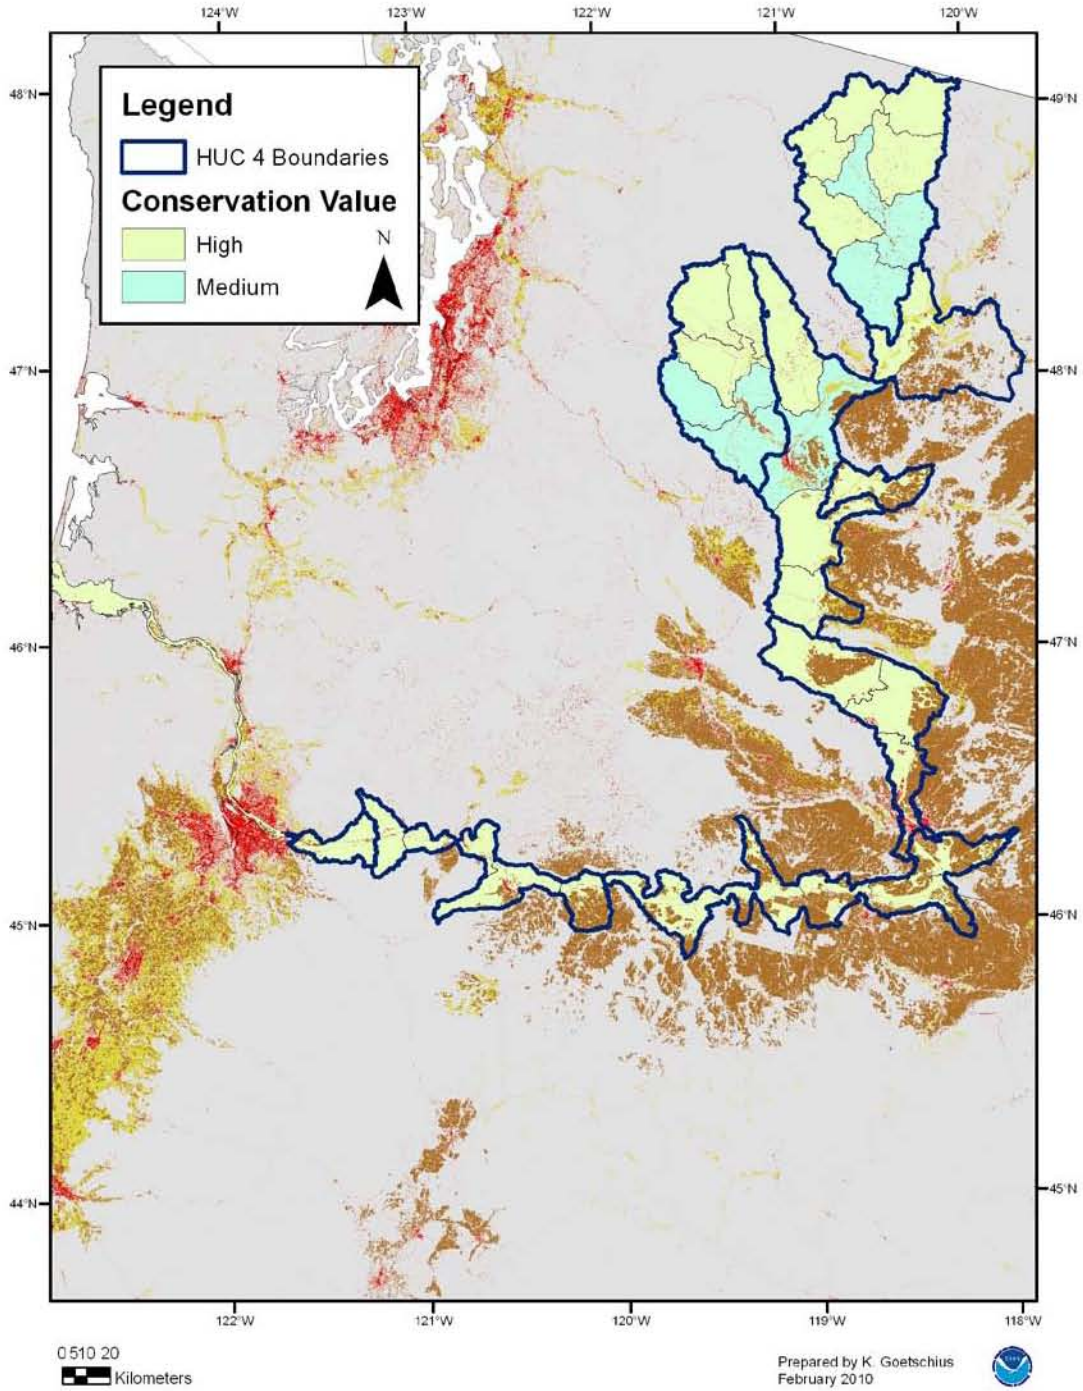 124°W 123°W 122°W 121°W 120°W
48°N
49°N
Legend
HUC 4 Boundaries
Conservation Value
High
Medium
N
47°N
48°N
46°N
47°N
45°N
46°N
44°N
45°N
122°W 121°W 120°W 119°W 118°W
0 5 10 20
Kilometers
Prepared by K. Goetschius
February 2010